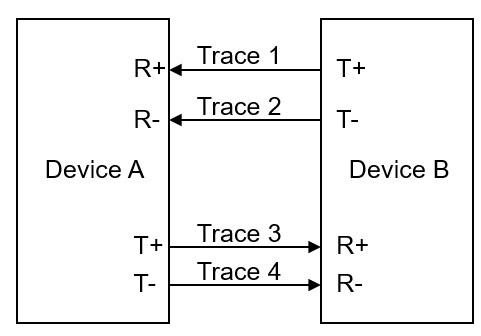 R+ Trace 1 T+
R- Trace 2 T-
Device A Device B
T+ Trace 3 R+
T- Trace 4 R-